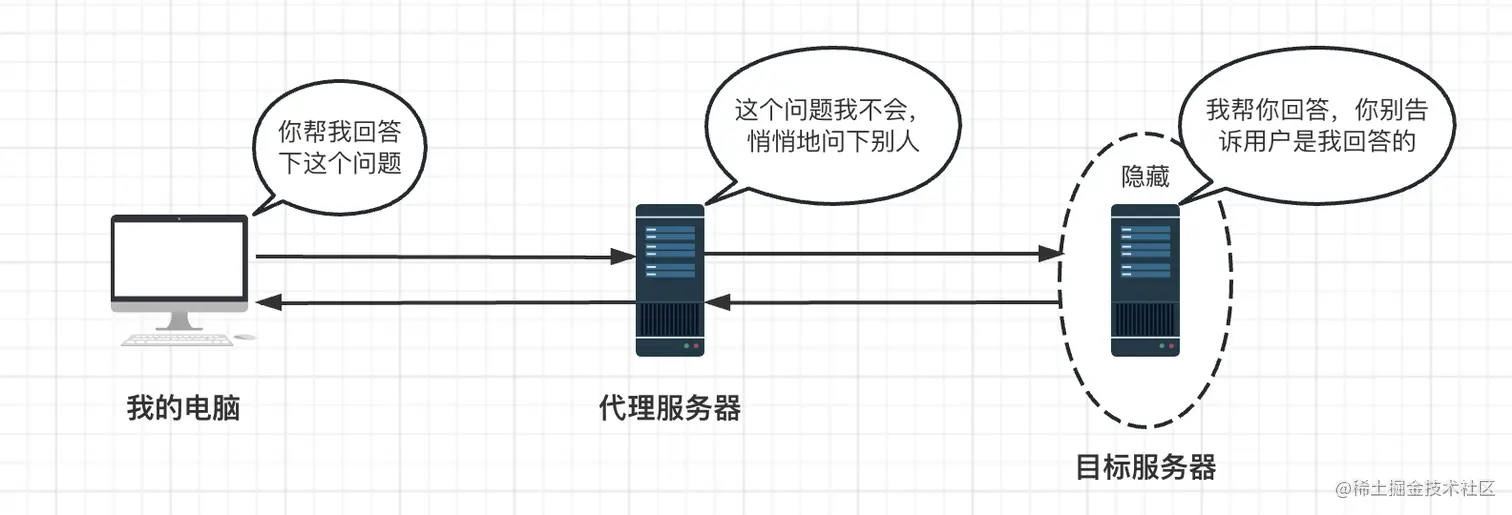 你帮我回答
下这个问题
这个问题我不会，
悄悄地问下别人
我帮你回答，你别告
诉用户是我回答的
隐藏
我的电脑
代理服务器
目标服务器
@稀土掘金技术社区